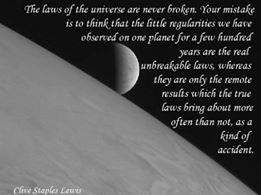 The laws of the universe are never broken. Your mistake
is to think that the little regularities we have
observed on one planet for a few hundred
years are the real
unbreakable laws, whereas
they are only the remote
results which the true
laws bring about more
often than not, as a
kind of
accident.
Clive Staples Lewis